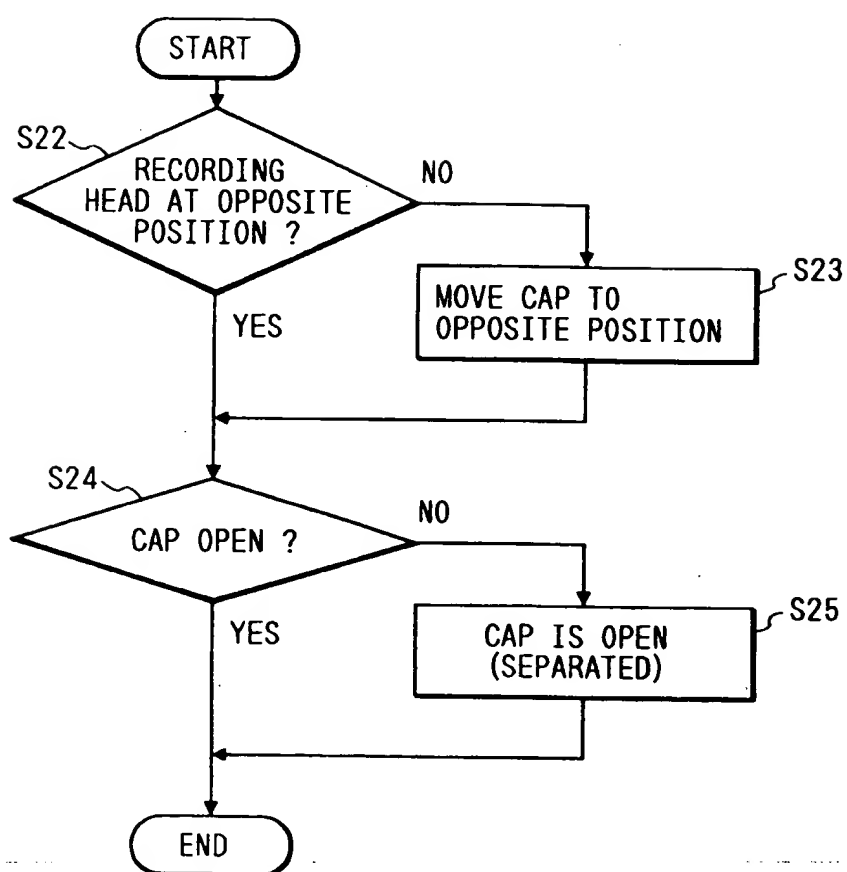 START
S22
RECORDING
HEAD AT OPPOSITE
POSITION ?
NO
S23
MOVE CAP TO
OPPOSITE POSITION
YES
S24
CAP OPEN ?
NO
S25
CAP IS OPEN
(SEPARATED)
YES
END